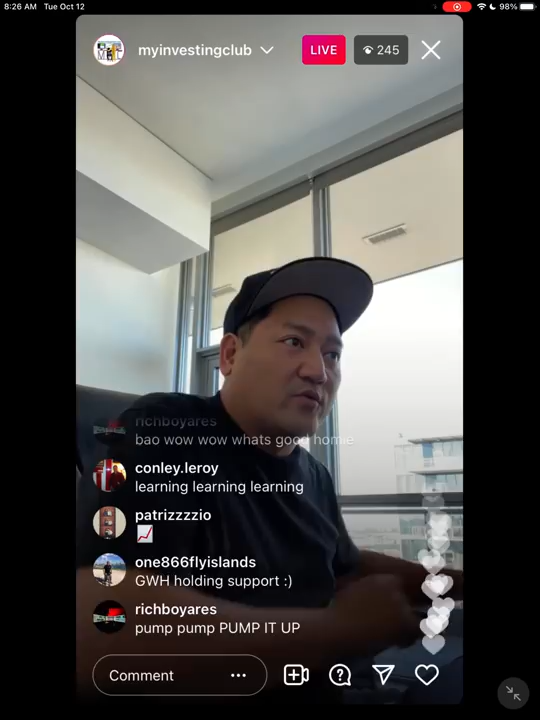 8:26 AM Tue Oct 12
98%
myinvestingclub
LIVE
245
richboyares
bao wow wow whats good homie
conley.leroy
learning learning learning
patrizzzzio
one866flyislands
GWH holding support :)
richboyares
pump pump PUMP IT UP
Comment